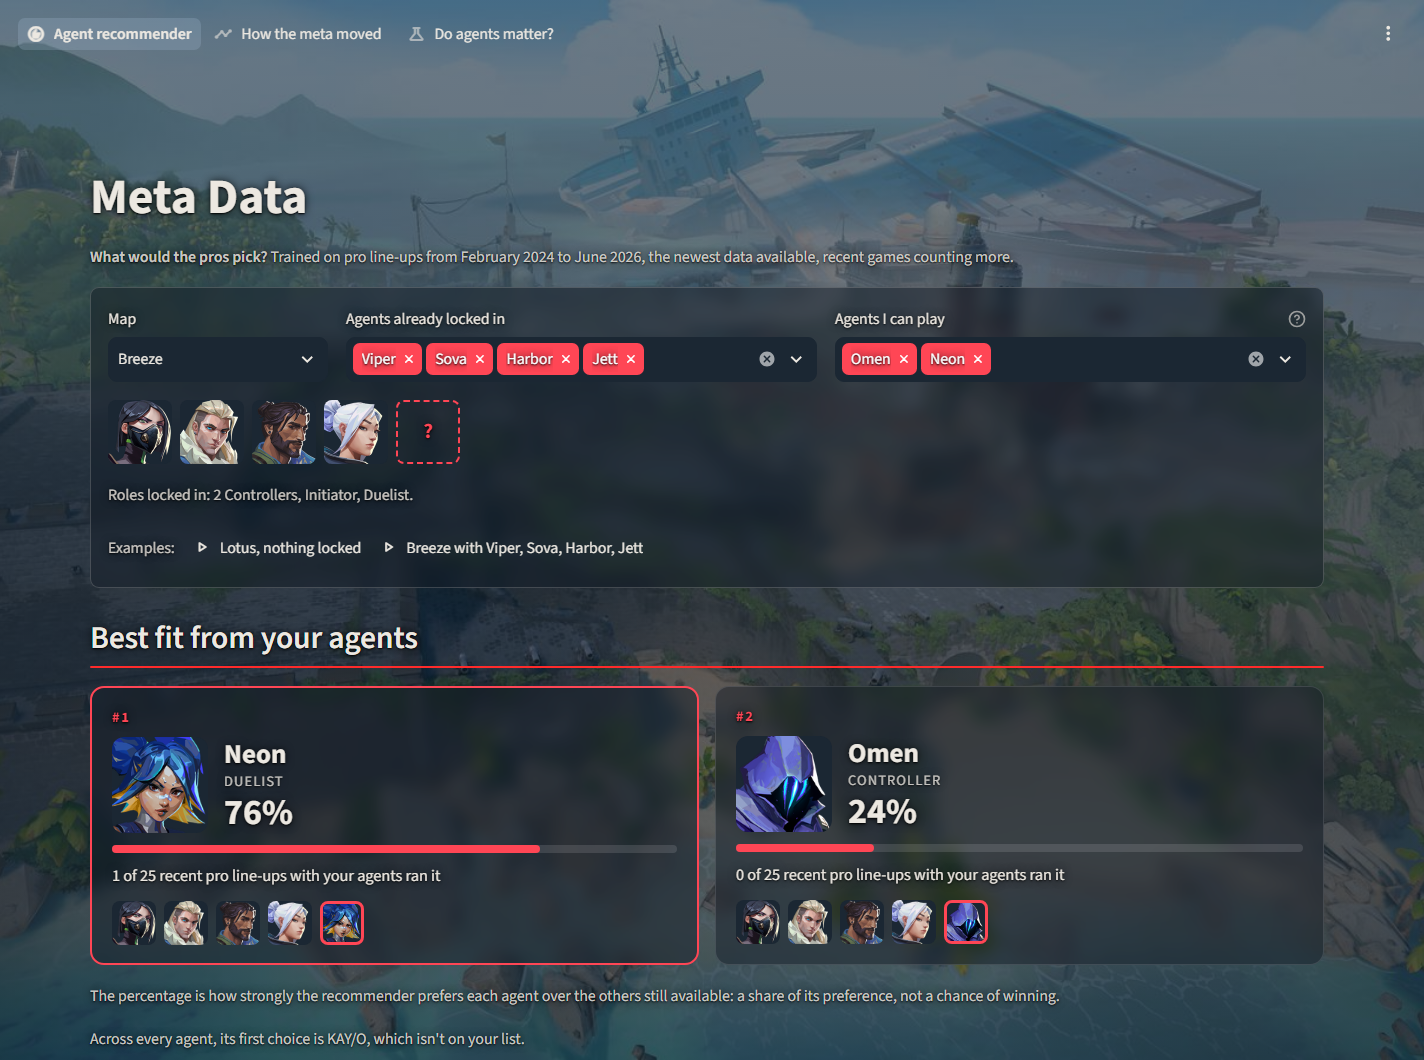 Agent recommender How the meta moved Do agents matter?
Meta Data
What would the pros pick? Trained on pro line-ups from February 2024 to June 2026, the newest data available, recent games counting more.
Map Agents already locked in Agents I can play
Breeze Viper Sova Harbor Jett Omen Neon
?
Roles locked in: 2 Controllers, Initiator, Duelist.
Examples: Lotus, nothing locked Breeze with Viper, Sova, Harbor, Jett
Best fit from your agents
#1
Neon
DUELIST
76%
1 of 25 recent pro line-ups with your agents ran it
#2
Omen
CONTROLLER
24%
0 of 25 recent pro line-ups with your agents ran it
The percentage is how strongly the recommender prefers each agent over the others still available: a share of its preference, not a chance of winning.
Across every agent, its first choice is KAY/O, which isn't on your list.